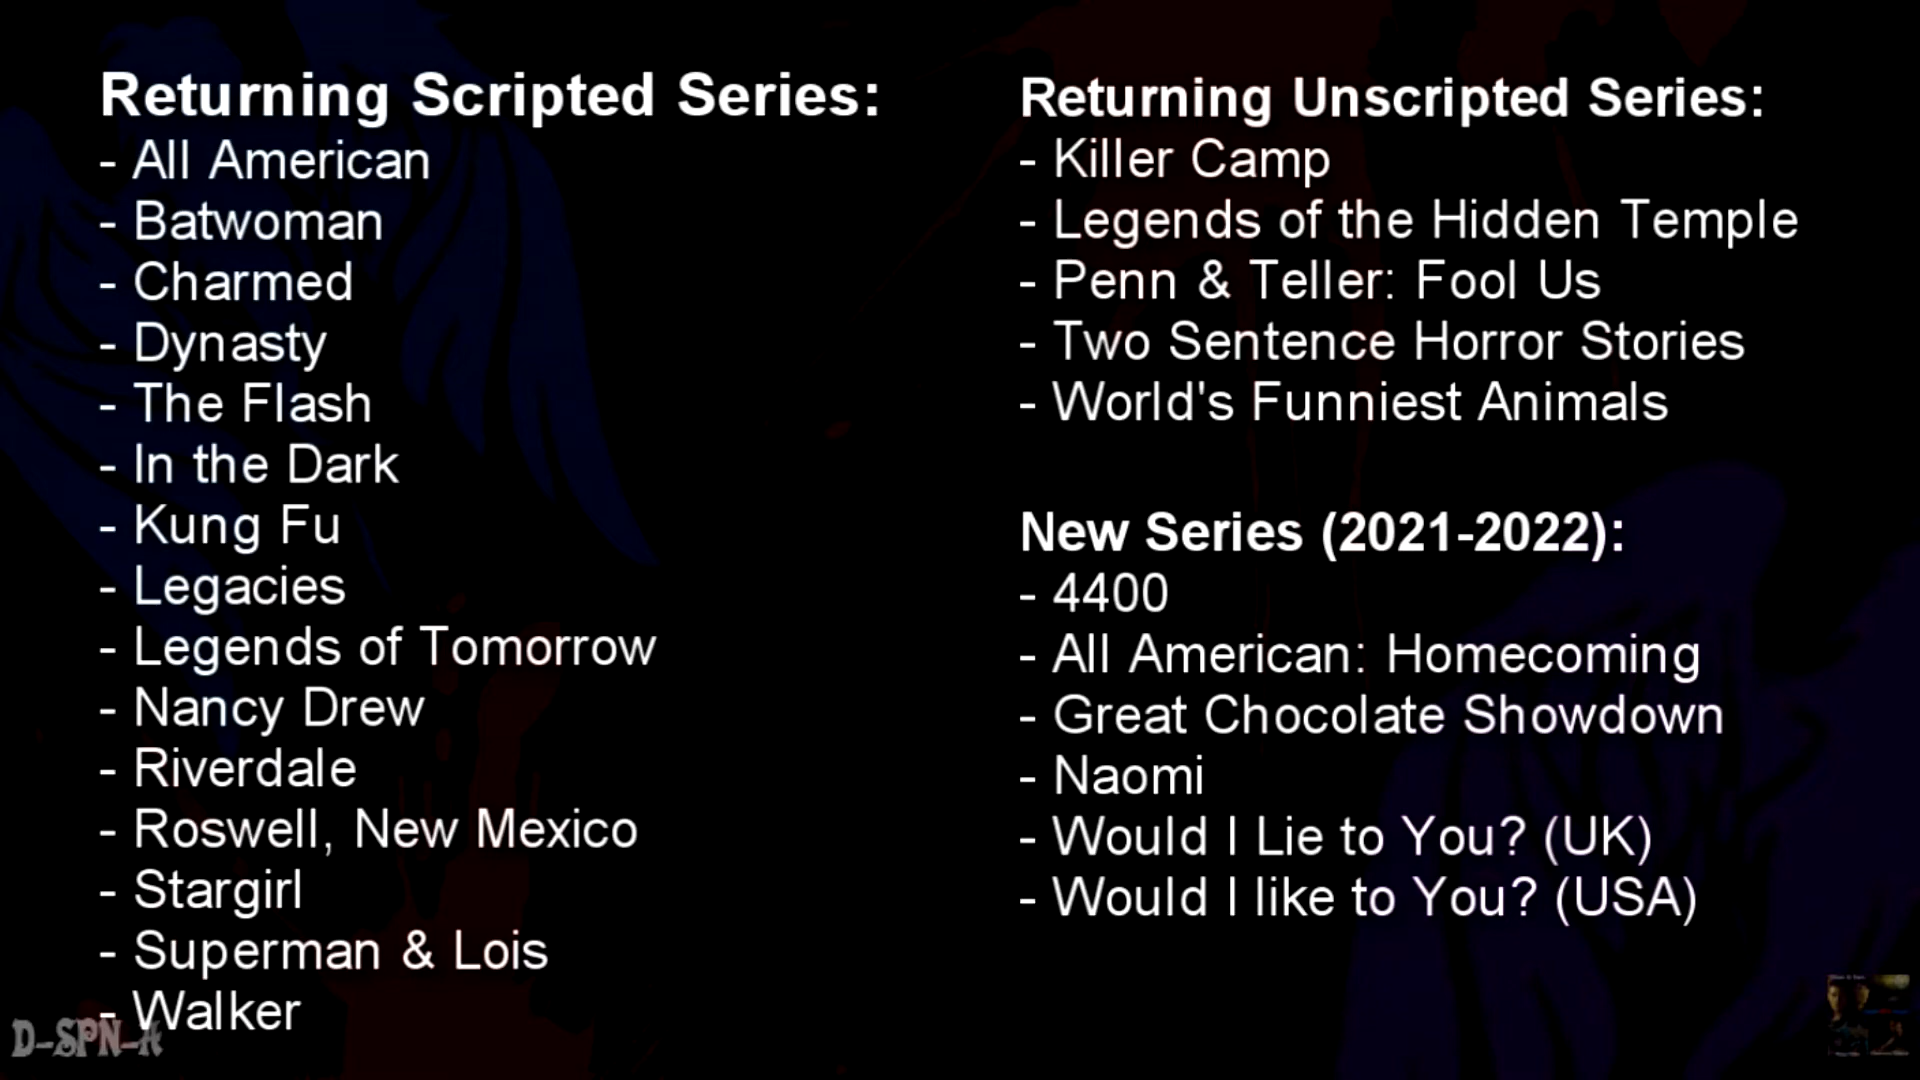 Returning Scripted Series:
- All American
- Batwoman
- Charmed
- Dynasty
- The Flash
- In the Dark
- Kung Fu
- Legacies
- Legends of Tomorrow
- Nancy Drew
- Riverdale
- Roswell, New Mexico
- Stargirl
- Superman & Lois
- Walker
D-SPN-A
Returning Unscripted Series:
- Killer Camp
- Legends of the Hidden Temple
- Penn & Teller: Fool Us
- Two Sentence Horror Stories
- World's Funniest Animals
New Series (2021-2022):
- 4400
- All American: Homecoming
- Great Chocolate Showdown
- Naomi
- Would I Lie to You? (UK)
- Would I like to You? (USA)